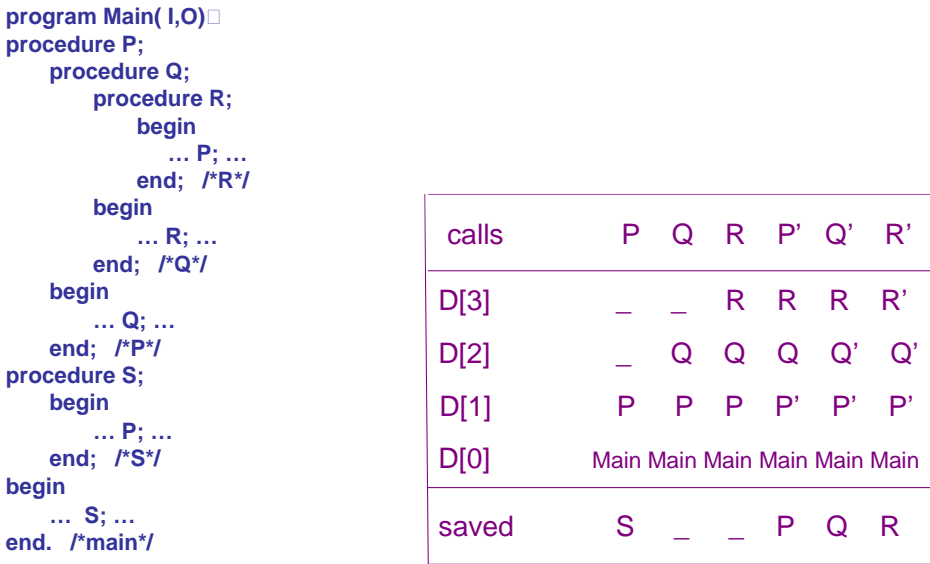 program Main( I,O)□
procedure P;
procedure Q;
procedure R;
begin
… P; …
end; /*R*/
begin
… R; …
end; /*Q*/
begin
… Q; …
end; /*P*/
procedure S;
begin
… P; …
end; /*S*/
begin
… S; …
end. /*main*/
calls P Q R P’ Q’ R’
D[3] _ _ R R R R’
D[2] _ Q Q Q Q’ Q’
D[1] P P P P’ P’ P’
D[0] Main Main Main Main Main Main
saved S _ _ P Q R